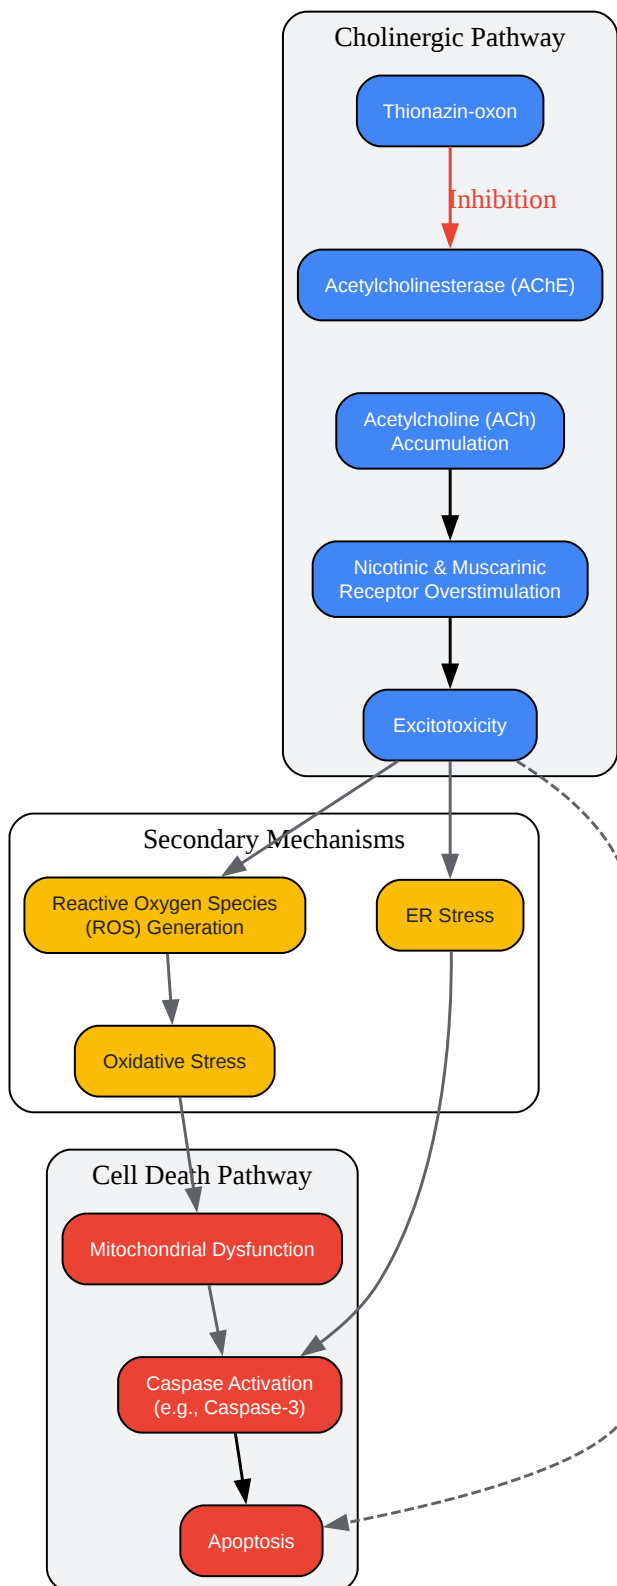 Cholinergic Pathway
Thionazin-oxon
Inhibition
Acetylcholinesterase (AChE)
Acetylcholine (ACh)
Accumulation
Nicotinic & Muscarinic
Receptor Overstimulation
Excitotoxicity
Secondary Mechanisms
Reactive Oxygen Species
(ROS) Generation
ER Stress
Oxidative Stress
Cell Death Pathway
Mitochondrial Dysfunction
Caspase Activation
(e.g., Caspase-3)
Apoptosis